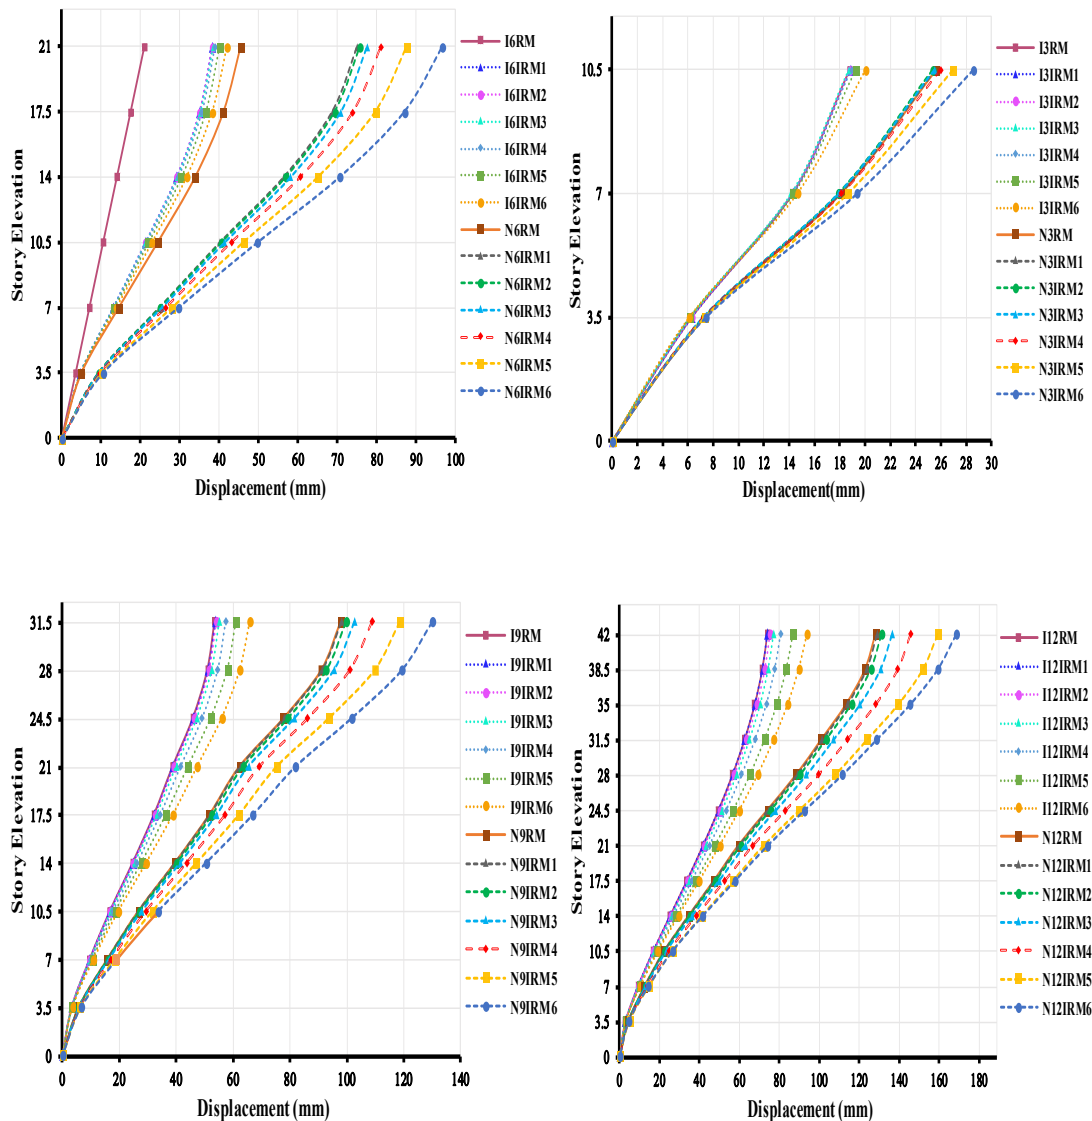 Story Elevation
21
17.5
14
10.5
7
3.5
0
0 10 20 30 40 50 60 70 80 90 100
Displacement (mm)
I6RM
I6IRM1
I6IRM2
I6IRM3
I6IRM4
I6IRM5
I6IRM6
N6RM
N6IRM1
N6IRM2
N6IRM3
N6IRM4
N6IRM5
N6IRM6
Story Elevation
10.5
7
3.5
0
0 2 4 6 8 10 12 14 16 18 20 22 24 26 28 30
Displacement(mm)
I3RM
I3IRM1
I3IRM2
I3IRM3
I3IRM4
I3IRM5
I3IRM6
N3RM
N3IRM1
N3IRM2
N3IRM3
N3IRM4
N3IRM5
N3IRM6
Story Elevation
31.5
28
24.5
21
17.5
14
10.5
7
3.5
0
0 20 40 60 80 100 120 140
Displacement (mm)
I9RM
I9IRM1
I9IRM2
I9IRM3
I9IRM4
I9IRM5
I9IRM6
N9RM
N9IRM1
N9IRM2
N9IRM3
N9IRM4
N9IRM5
N9IRM6
Story Elevation
42
38.5
35
31.5
28
24.5
21
17.5
14
10.5
7
3.5
0
0 20 40 60 80 100 120 140 160 180
Displacement (mm)
I12RM
I12IRM1
I12IRM2
I12IRM3
I12IRM4
I12IRM5
I12IRM6
N12RM
N12IRM1
N12IRM2
N12IRM3
N12IRM4
N12IRM5
N12IRM6